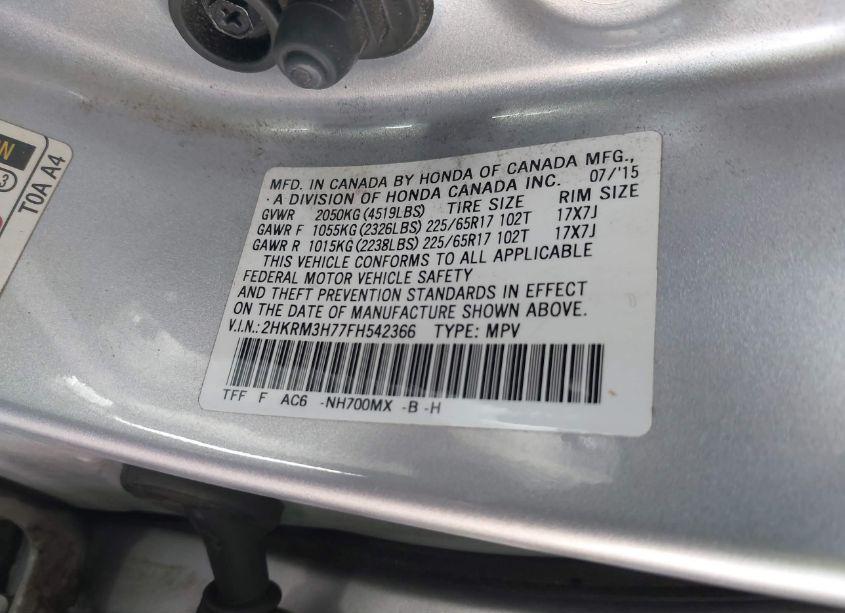 MFD. IN CANADA BY HONDA OF CANADA MFG.,
A DIVISION OF HONDA CANADA INC. 07/'15
GVWR 2050KG (4519LBS) TIRE SIZE RIM SIZE
GAWR F 1055KG (2326LBS) 225/65R17 102T 17X7J
GAWR R 1015KG (2238LBS) 225/65R17 102T 17X7J
THIS VEHICLE CONFORMS TO ALL APPLICABLE
FEDERAL MOTOR VEHICLE SAFETY
AND THEFT PREVENTION STANDARDS IN EFFECT
ON THE DATE OF MANUFACTURE SHOWN ABOVE.
V.I.N.: 2HKRM3H77FH542366 TYPE: MPV
TFF F AC6 -NH700MX -B -H
T0A A4